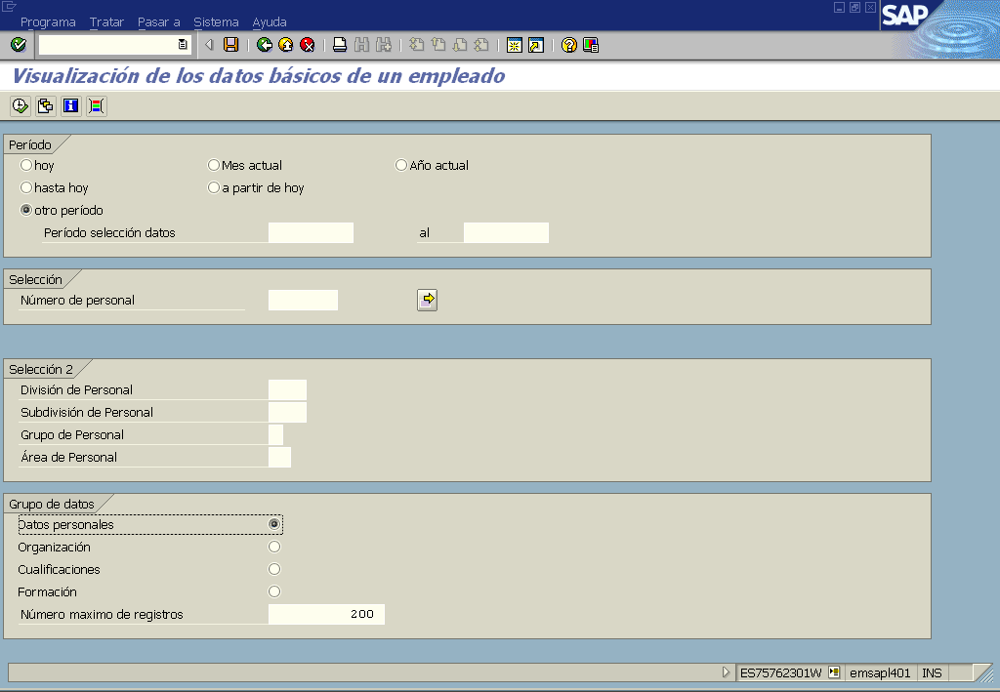 Programa Tratar Pasar a Sistema Ayuda
SAP
Visualización de los datos básicos de un empleado
Período
hoy Mes actual Año actual
hasta hoy a partir de hoy
otro período
Período selección datos al
Selección
Número de personal
Selección 2
División de Personal
Subdivisión de Personal
Grupo de Personal
Área de Personal
Grupo de datos
Datos personales
Organización
Cualificaciones
Formación
Número maximo de registros 200
ES75762301W emsapl401 INS